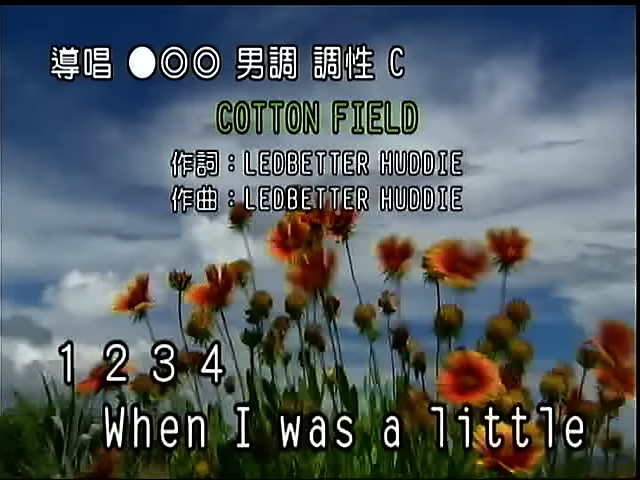 導唱 ●◎◎ 男調 調性 C
COTTON FIELD
作詞：LEDBETTER HUDDIE
作曲：LEDBETTER HUDDIE
1 2 3 4
When I was a little